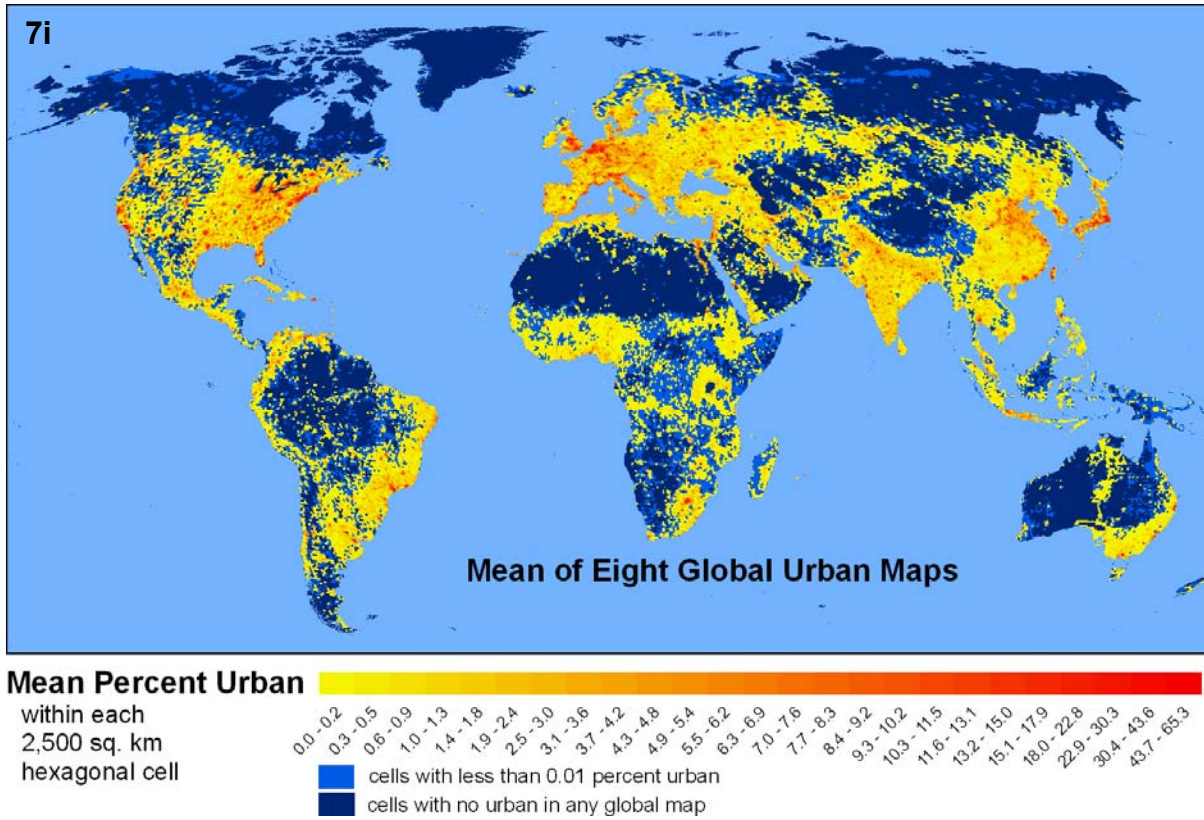 7i
Mean of Eight Global Urban Maps
Mean Percent Urban
within each
2,500 sq. km
hexagonal cell
0.0 - 0.2
0.3 - 0.5
0.6 - 0.9
1.0 - 1.3
1.4 - 1.8
1.9 - 2.4
2.5 - 3.0
3.1 - 3.6
3.7 - 4.2
4.3 - 4.8
4.9 - 5.4
5.5 - 6.2
6.3 - 6.9
7.0 - 7.6
7.7 - 8.3
8.4 - 9.2
9.3 - 10.2
10.3 - 11.5
11.6 - 13.1
13.2 - 15.0
15.1 - 17.9
18.0 - 22.8
22.9 - 30.3
30.4 - 43.6
43.7 - 65.3
cells with less than 0.01 percent urban
cells with no urban in any global map